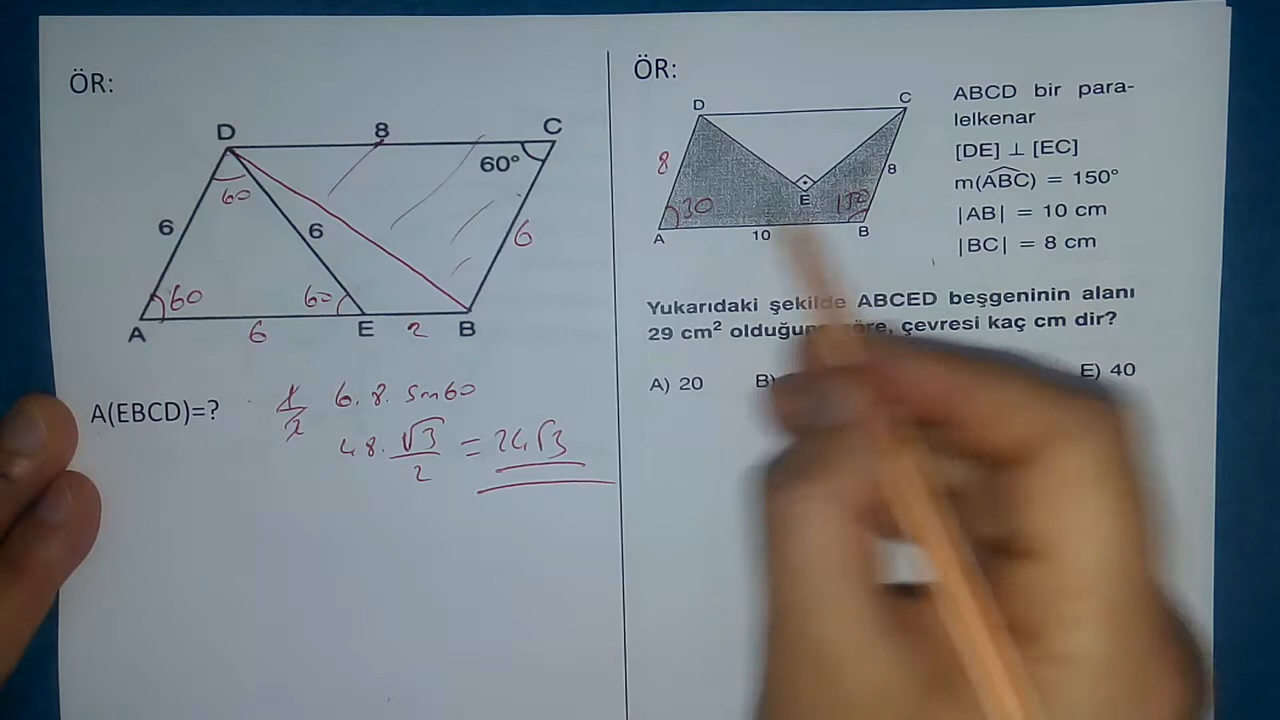 ÖR:
D
8
C
60°
60
6
6
6
60
60
A
6
E
2
B
A(EBCD)=?
1/2 6.8. sin60
48. √3/2 = 24√3
ÖR:
D
C
8
8
E
30
150
A
10
B
ABCD bir para-
lelkenar
[DE] ⊥ [EC]
m(ABC) = 150°
|AB| = 10 cm
|BC| = 8 cm
Yukarıdaki şekilde ABCED beşgeninin alanı
29 cm² çevresi kaç cm dir?
A) 20
B)
E) 40